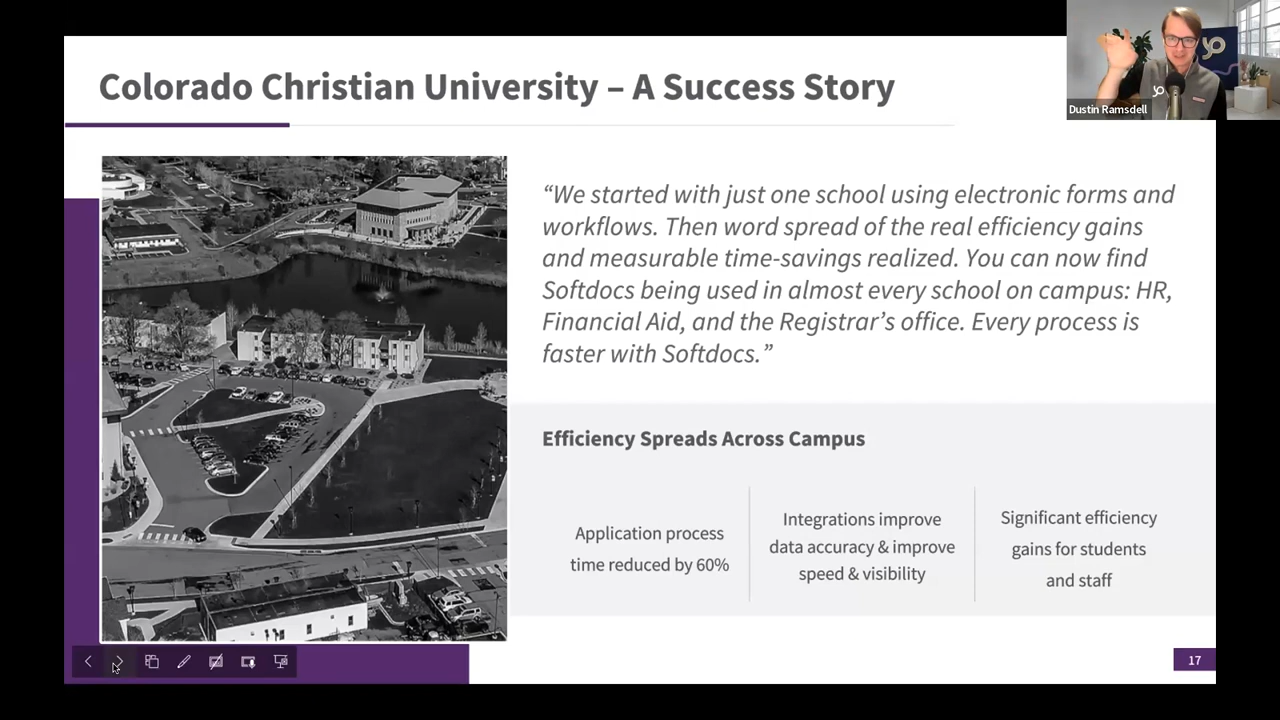 Colorado Christian University – A Success Story
Dustin Ramsdell
“We started with just one school using electronic forms and
workflows. Then word spread of the real efficiency gains
and measurable time-savings realized. You can now find
Softdocs being used in almost every school on campus: HR,
Financial Aid, and the Registrar’s office. Every process is
faster with Softdocs.”
Efficiency Spreads Across Campus
Application process
time reduced by 60%
Integrations improve
data accuracy & improve
speed & visibility
Significant efficiency
gains for students
and staff
17